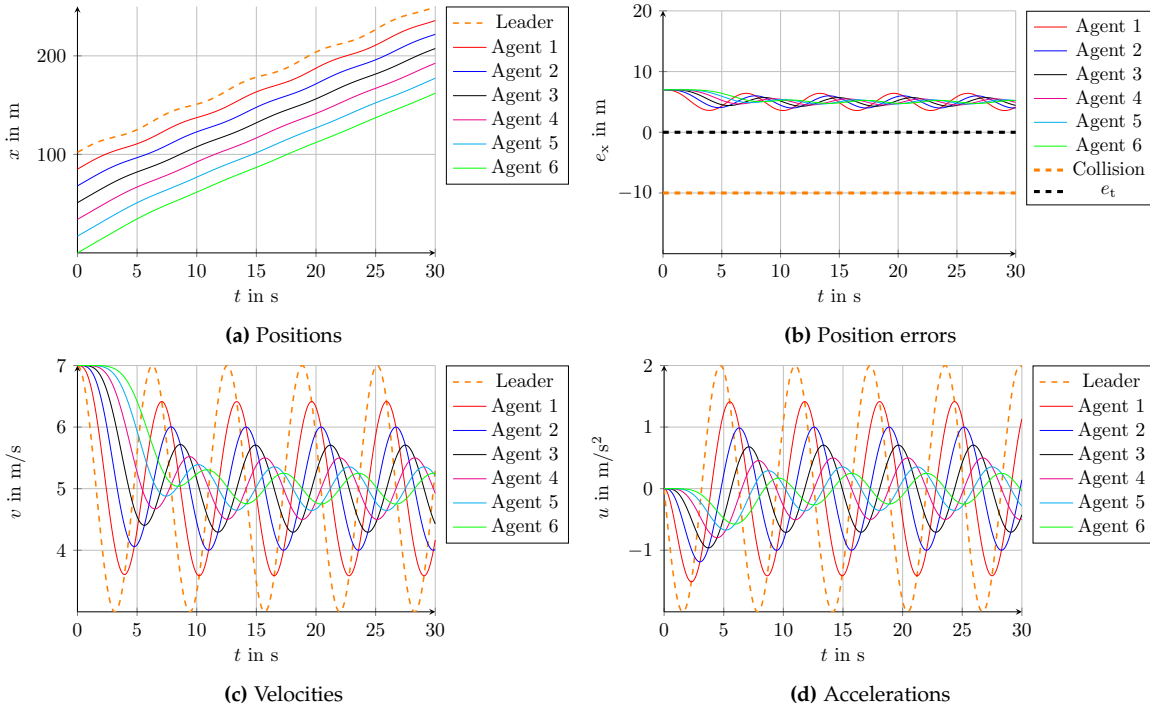 200
100
x in m
0
5
10
15
20
25
30
t in s
Leader
Agent 1
Agent 2
Agent 3
Agent 4
Agent 5
Agent 6
(a) Positions
20
10
0
−10
e_x in m
0
5
10
15
20
25
30
t in s
Agent 1
Agent 2
Agent 3
Agent 4
Agent 5
Agent 6
Collision
e_t
(b) Position errors
7
6
5
4
v in m/s
0
5
10
15
20
25
30
t in s
Leader
Agent 1
Agent 2
Agent 3
Agent 4
Agent 5
Agent 6
(c) Velocities
2
1
0
−1
u in m/s²
0
5
10
15
20
25
30
t in s
Leader
Agent 1
Agent 2
Agent 3
Agent 4
Agent 5
Agent 6
(d) Accelerations